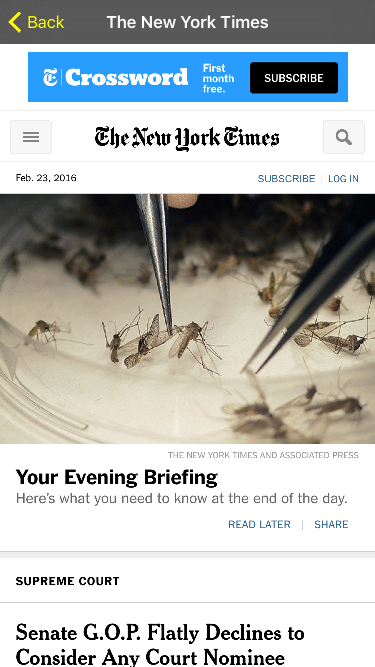 Back
The New York Times
Crossword
First
month
free.
SUBSCRIBE
The New York Times
Feb. 23, 2016
SUBSCRIBE | LOG IN
THE NEW YORK TIMES AND ASSOCIATED PRESS
Your Evening Briefing
Here's what you need to know at the end of the day.
READ LATER | SHARE
SUPREME COURT
Senate G.O.P. Flatly Declines to
Consider Any Court Nominee